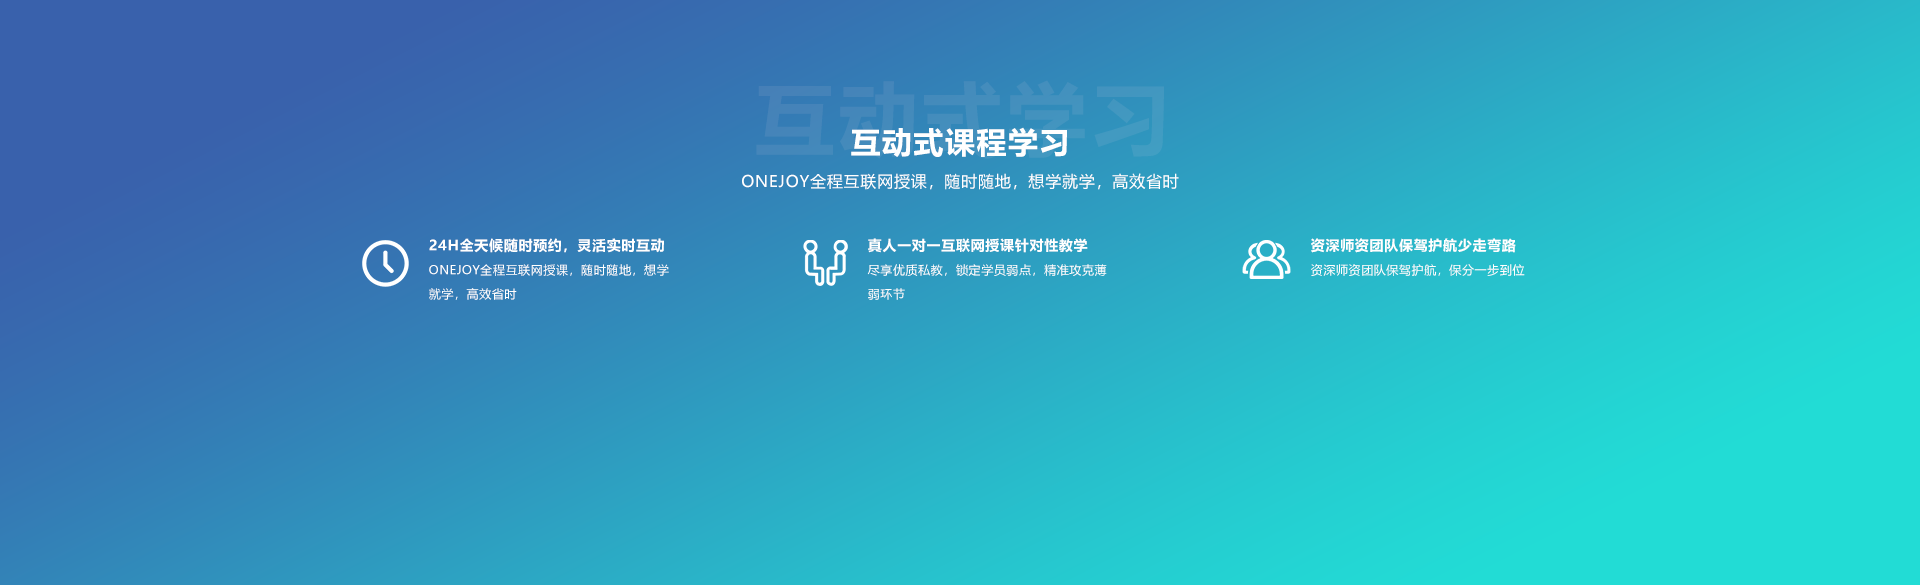 互动式学习
互动式课程学习
ONEJOY全程互联网授课，随时随地，想学就学，高效省时
24H全天候随时预约，灵活实时互动
ONEJOY全程互联网授课，随时随地，想学
就学，高效省时
真人一对一互联网授课针对性教学
尽享优质私教，锁定学员弱点，精准攻克薄
弱环节
资深师资团队保驾护航少走弯路
资深师资团队保驾护航，保分一步到位